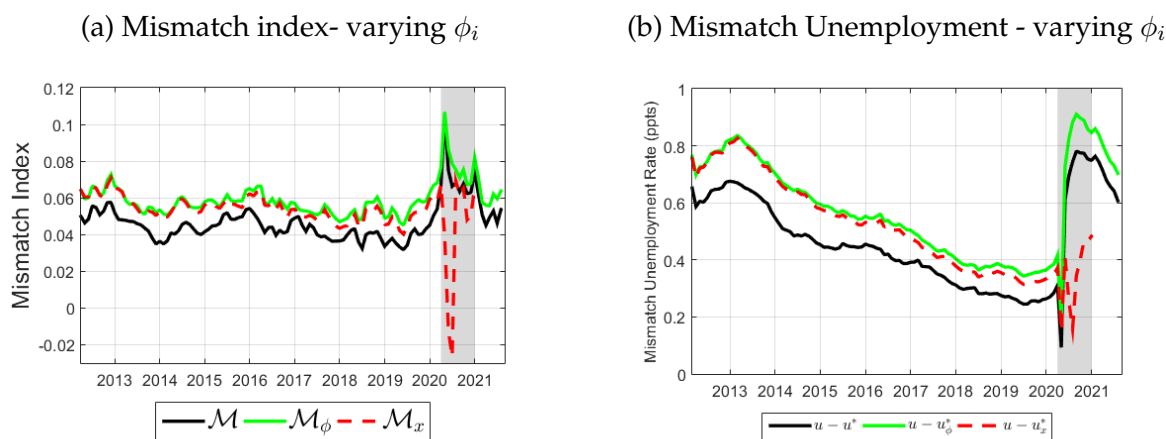 (a) Mismatch index- varying ϕᵢ
(b) Mismatch Unemployment - varying ϕᵢ
Mismatch Index
0.12
0.1
0.08
0.06
0.04
0.02
0
-0.02
2013 2014 2015 2016 2017 2018 2019 2020 2021
ℳ ℳ_ϕ ℳ_x
Mismatch Unemployment Rate (ppts)
1
0.8
0.6
0.4
0.2
0
2013 2014 2015 2016 2017 2018 2019 2020 2021
u − u* u − u*_ϕ u − u*_x